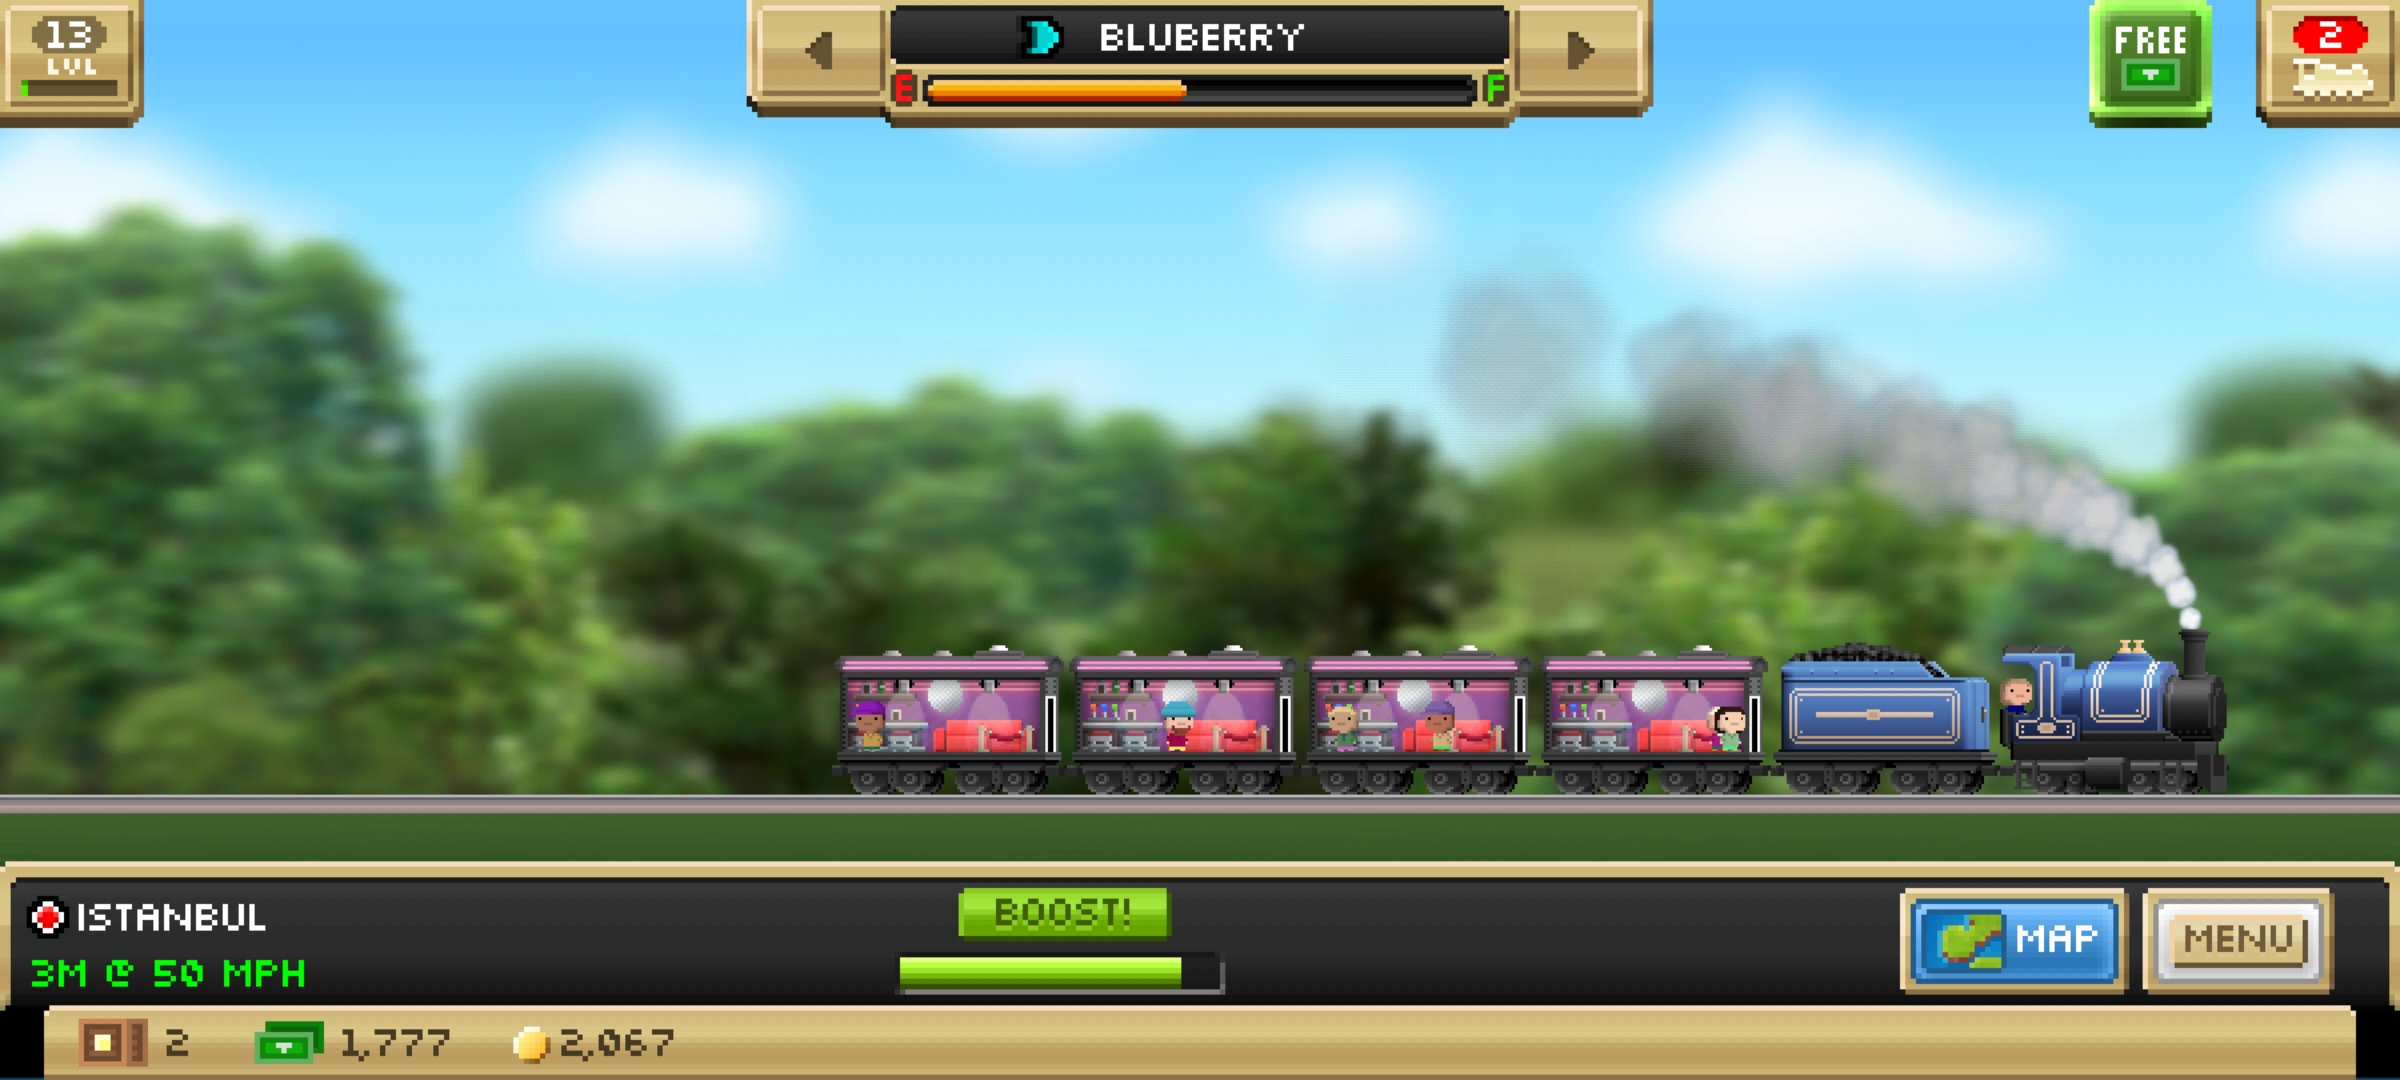 13
LVL
BLUBERRY
E F
FREE
2
ISTANBUL
3M @ 50 MPH
BOOST!
MAP
MENU
2 1,777 2,067